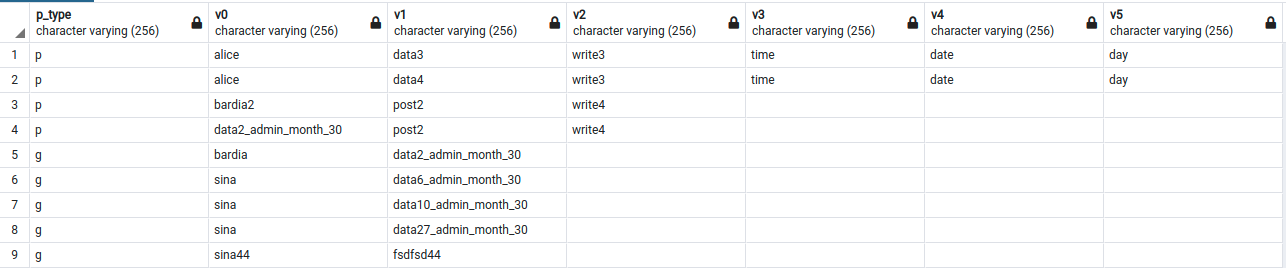 p_type v0 v1 v2 v3 v4 v5
character varying (256) character varying (256) character varying (256) character varying (256) character varying (256) character varying (256) character varying (256)
1 p alice data3 write3 time date day
2 p alice data4 write3 time date day
3 p bardia2 post2 write4
4 p data2_admin_month_30 post2 write4
5 g bardia data2_admin_month_30
6 g sina data6_admin_month_30
7 g sina data10_admin_month_30
8 g sina data27_admin_month_30
9 g sina44 fsdfsd44